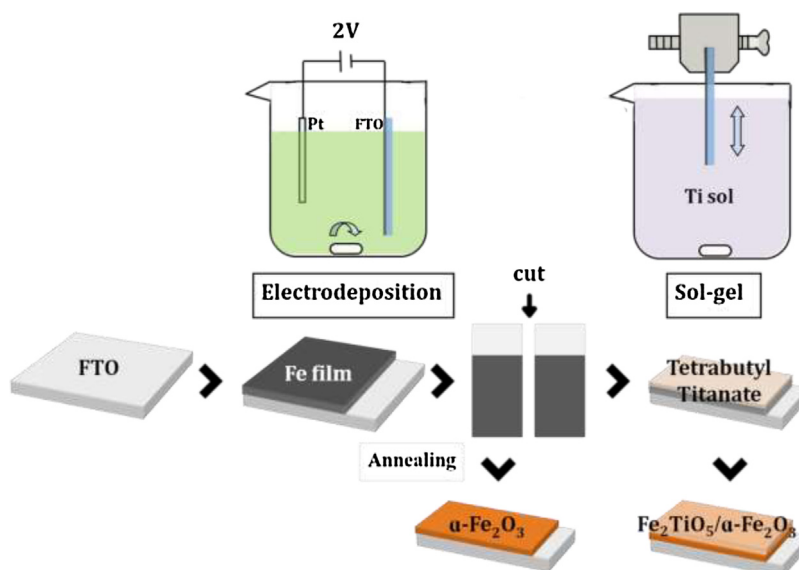 2V
Pt
FTO
Ti sol
Electrodeposition
cut
Sol-gel
FTO
Fe film
Tetrabutyl
Titanate
Annealing
α-Fe₂O₃
Fe₂TiO₅/α-Fe₂O₃